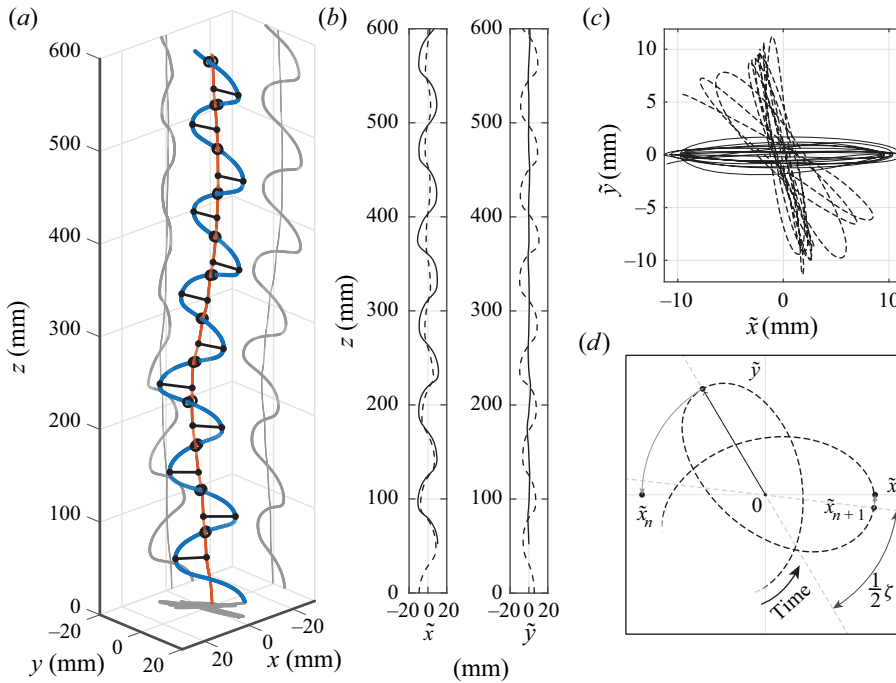 (a)
600
500
400
300
200
100
0
z (mm)
−20
0
20
y (mm)
20
0
−20
x (mm)
(b)
600
500
400
300
200
100
0
z (mm)
−20 0 20
x̃
−20 0 20
ỹ
(mm)
(c)
10
5
0
−5
−10
ỹ (mm)
−10
0
10
x̃ (mm)
(d)
ỹ
x̃
x̃n
0
x̃n + 1
Time
1/2 ζ